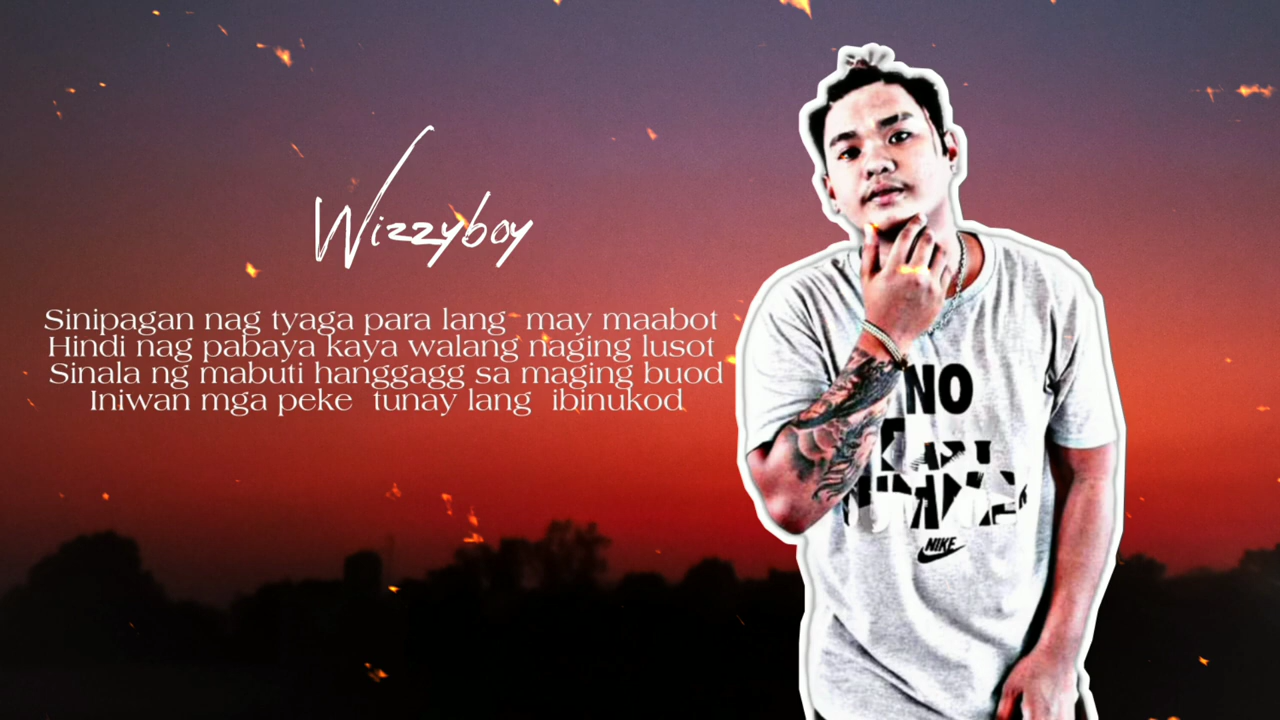 Wizzyboy
Sinipagan nag tyaga para lang may maabot
Hindi nag pabaya kaya walang naging lusot
Sinala ng mabuti hanggagg sa maging buod
Iniwan mga peke tunay lang ibinukod
NO
NIKE